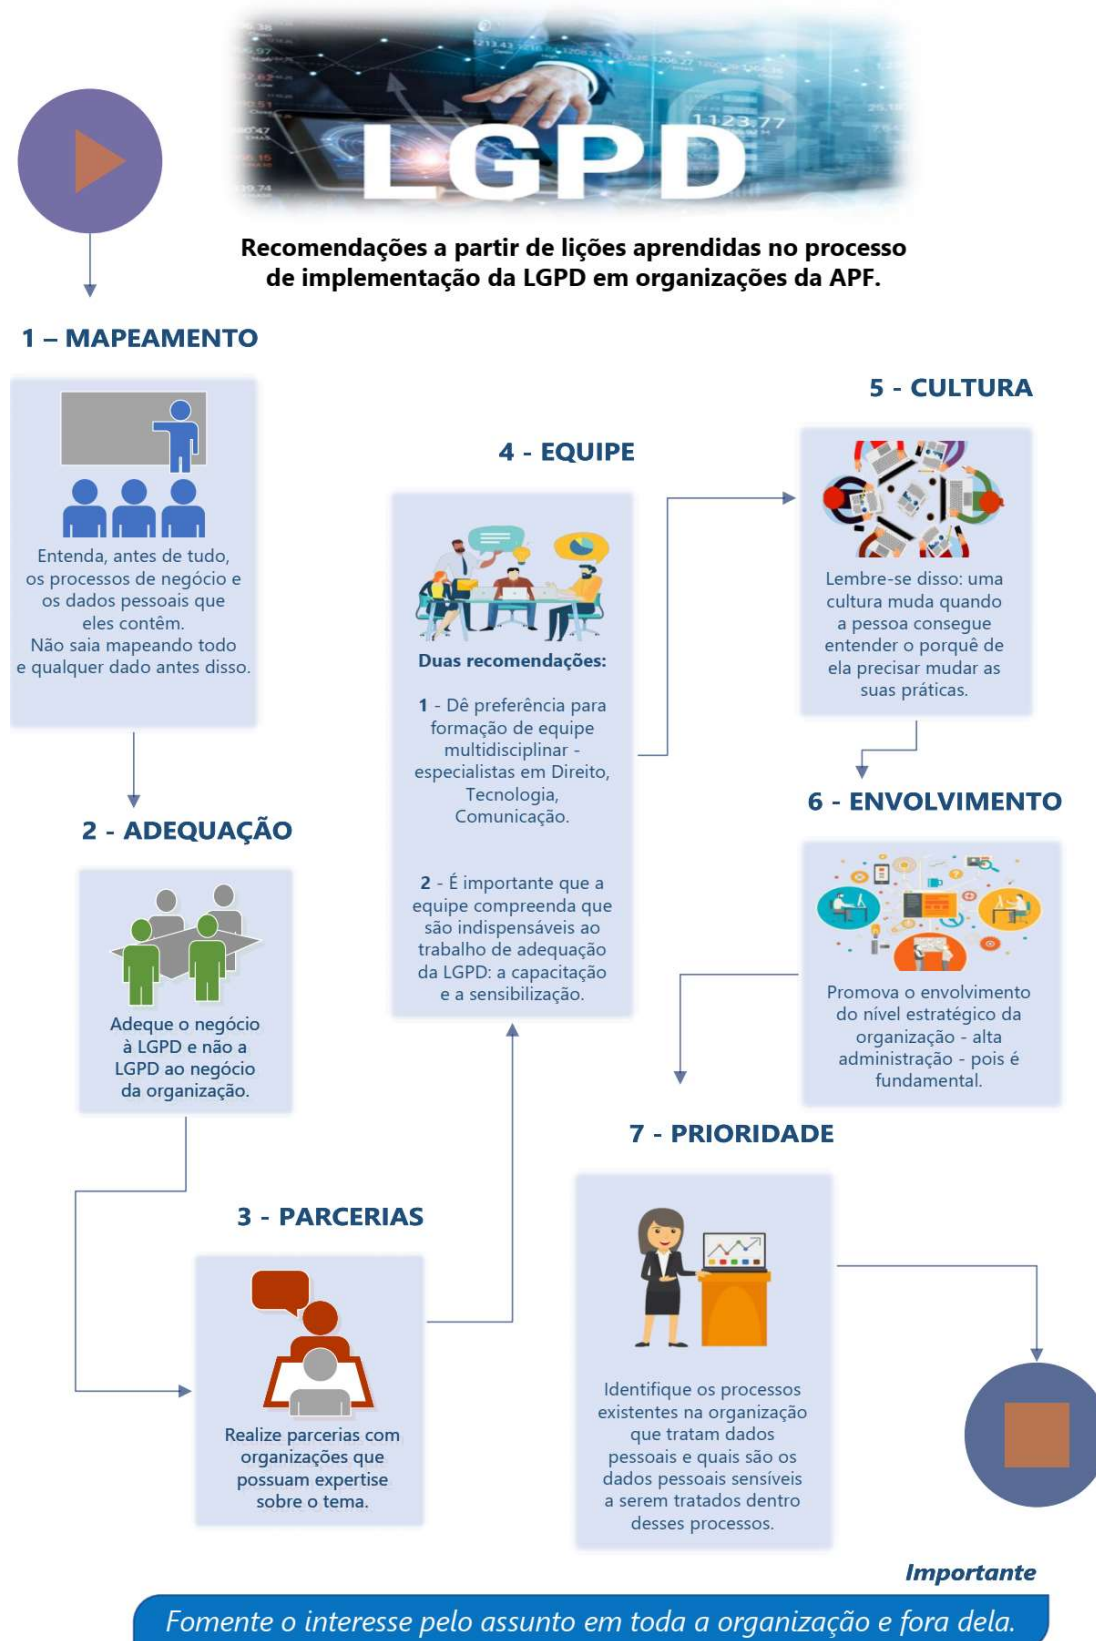 1213.43
1206.27
1200.29
1123.77
LGPD
Recomendações a partir de lições aprendidas no processo
de implementação da LGPD em organizações da APF.
1 – MAPEAMENTO
Entenda, antes de tudo,
os processos de negócio e
os dados pessoais que
eles contêm.
Não saia mapeando todo
e qualquer dado antes disso.
2 - ADEQUAÇÃO
Adeque o negócio
à LGPD e não a
LGPD ao negócio
da organização.
3 - PARCERIAS
Realize parcerias com
organizações que
possuam expertise
sobre o tema.
4 - EQUIPE
Duas recomendações:
1 - Dê preferência para
formação de equipe
multidisciplinar -
especialistas em Direito,
Tecnologia,
Comunicação.
2 - É importante que a
equipe compreenda que
são indispensáveis ao
trabalho de adequação
da LGPD: a capacitação
e a sensibilização.
5 - CULTURA
Lembre-se disso: uma
cultura muda quando
a pessoa consegue
entender o porquê de
ela precisar mudar as
suas práticas.
6 - ENVOLVIMENTO
Promova o envolvimento
do nível estratégico da
organização - alta
administração - pois é
fundamental.
7 - PRIORIDADE
Identifique os processos
existentes na organização
que tratam dados
pessoais e quais são os
dados pessoais sensíveis
a serem tratados dentro
desses processos.
Importante
Fomente o interesse pelo assunto em toda a organização e fora dela.